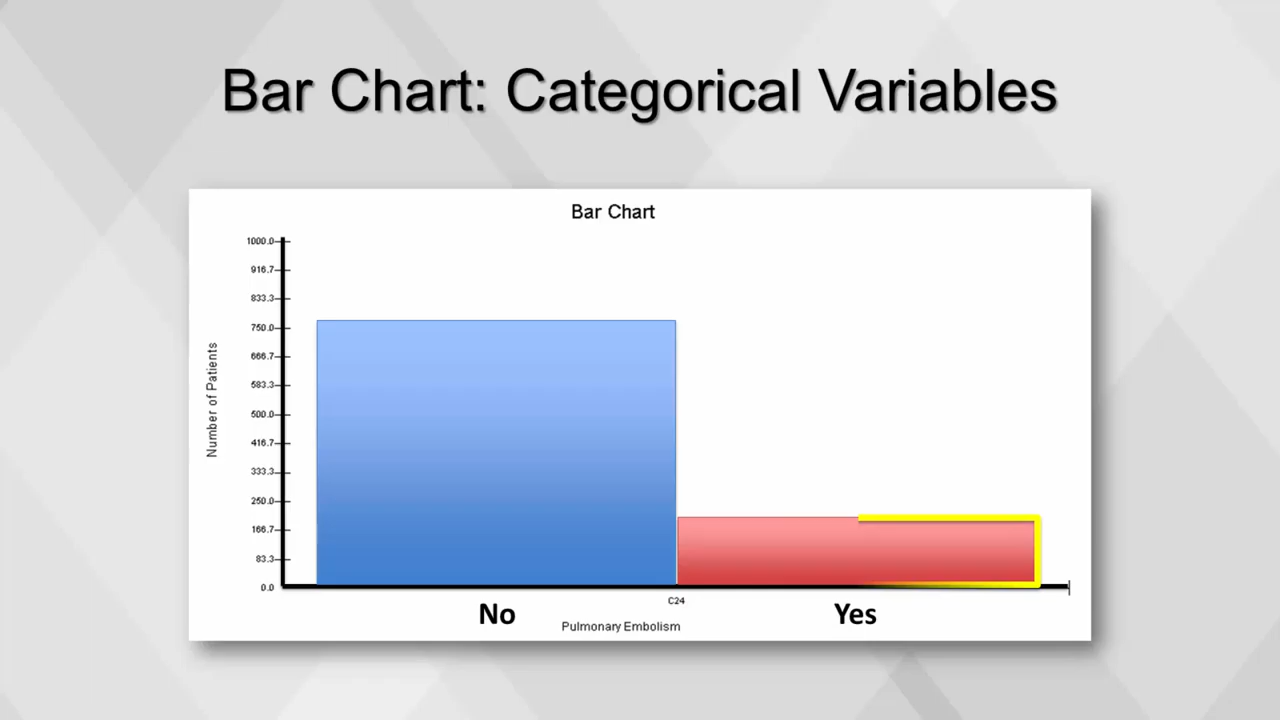 Bar Chart: Categorical Variables
Bar Chart
1000.0
916.7
833.3
750.0
666.7
583.3
500.0
416.7
333.3
250.0
166.7
83.3
0.0
Number of Patients
C24
No
Yes
Pulmonary Embolism